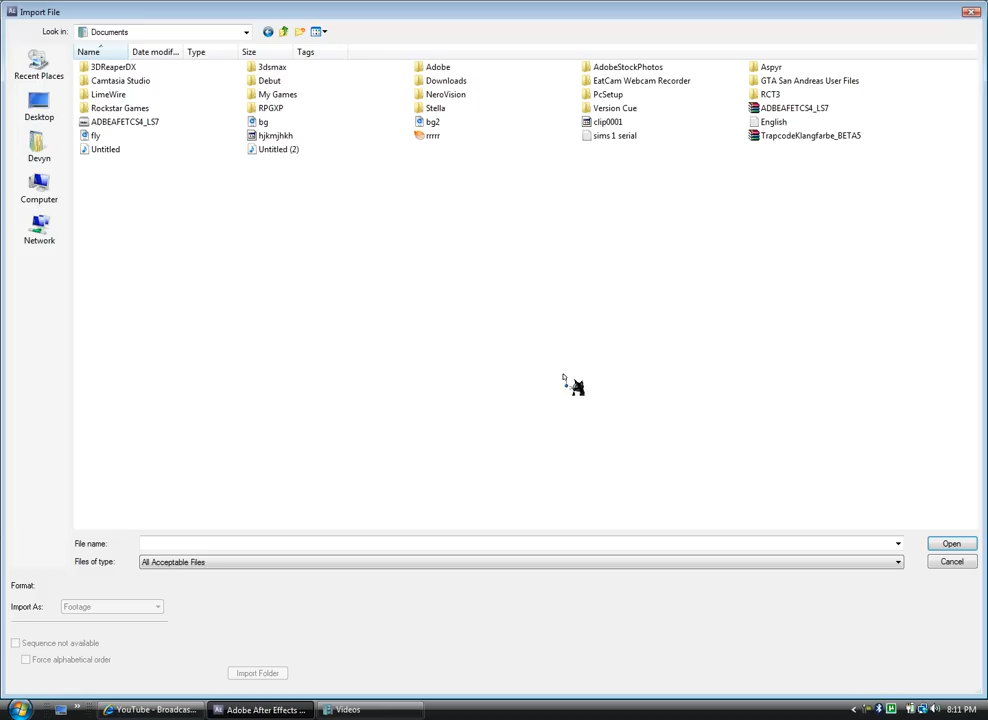 Import File
Look in: Documents
Name Date modif... Type Size Tags
3DReaperDX 3dsmax Adobe AdobeStockPhotos Aspyr
Camtasia Studio Debut Downloads EatCam Webcam Recorder GTA San Andreas User Files
LimeWire My Games NeroVision PcSetup RCT3
Rockstar Games RPGXP Stella Version Cue ADBEAFETCS4_LS7
ADBEAFETCS4_LS7 bg bg2 clip0001 English
fly hjkmjhkh rrrrr sims 1 serial TrapcodeKlangfarbe_BETA5
Untitled Untitled (2)
Recent Places
Desktop
Devyn
Computer
Network
File name: Open
Files of type: All Acceptable Files Cancel
Format:
Import As: Footage
Sequence not available
Force alphabetical order
Import Folder
YouTube - Broadcas... Adobe After Effects ... Videos 8:11 PM